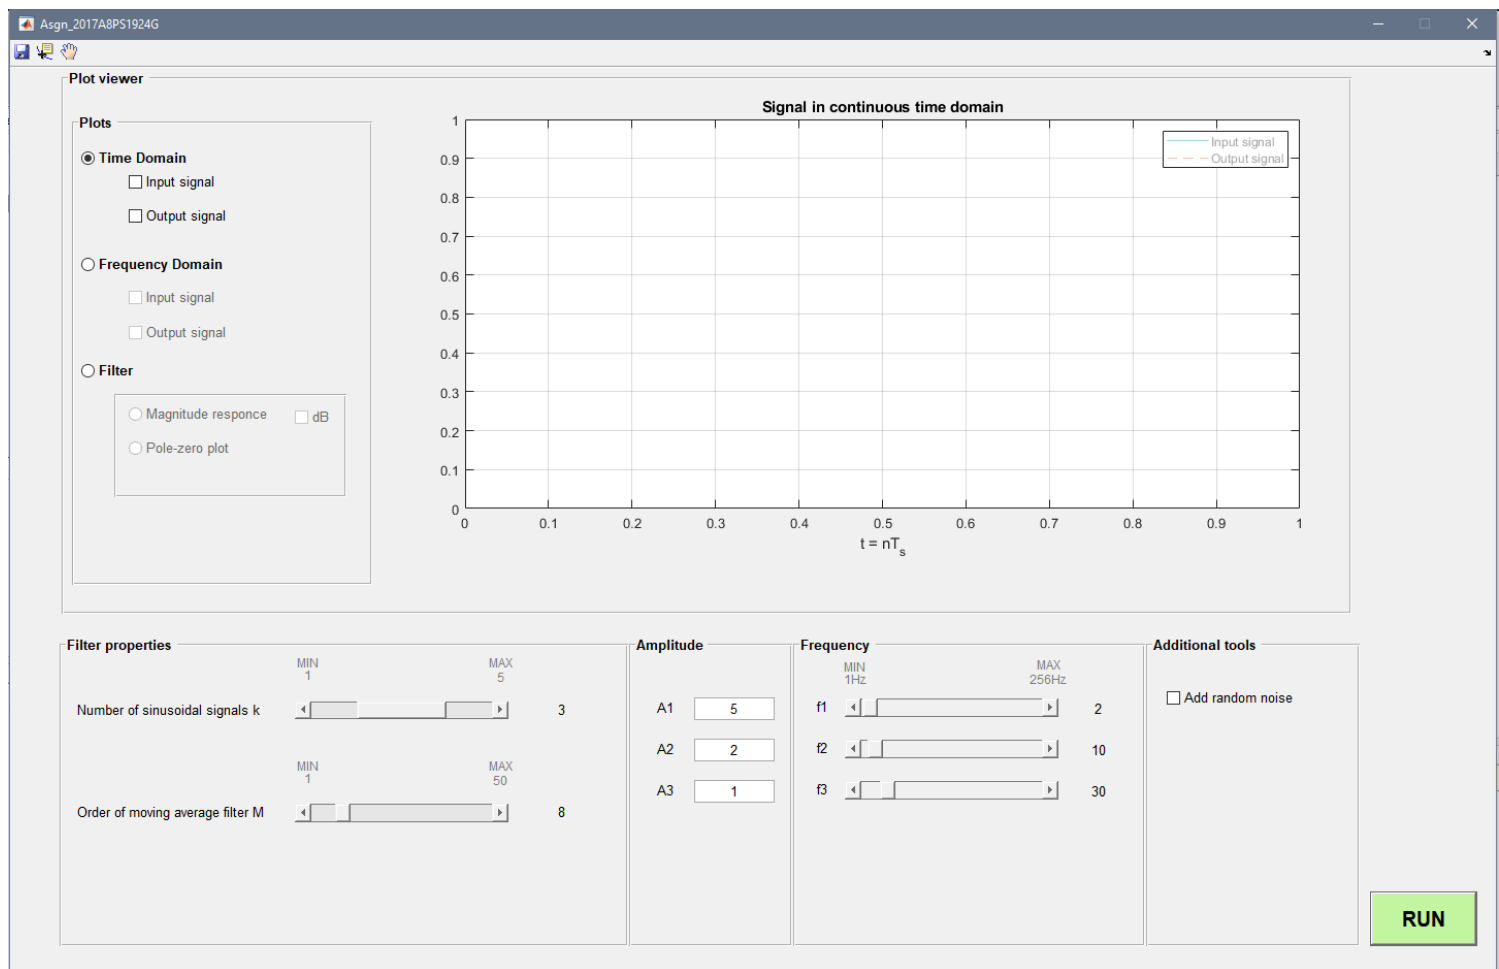 Asgn_2017A8PS1924G
Plot viewer
Plots
Time Domain
Input signal
Output signal
Frequency Domain
Input signal
Output signal
Filter
Magnitude responce
dB
Pole-zero plot
Signal in continuous time domain
Input signal
Output signal
1
0.9
0.8
0.7
0.6
0.5
0.4
0.3
0.2
0.1
0
0 0.1 0.2 0.3 0.4 0.5 0.6 0.7 0.8 0.9 1
t = nTs
Filter properties
MIN MAX
1 5
Number of sinusoidal signals k 3
MIN MAX
1 50
Order of moving average filter M 8
Amplitude
A1 5
A2 2
A3 1
Frequency
MIN MAX
1Hz 256Hz
f1 2
f2 10
f3 30
Additional tools
Add random noise
RUN